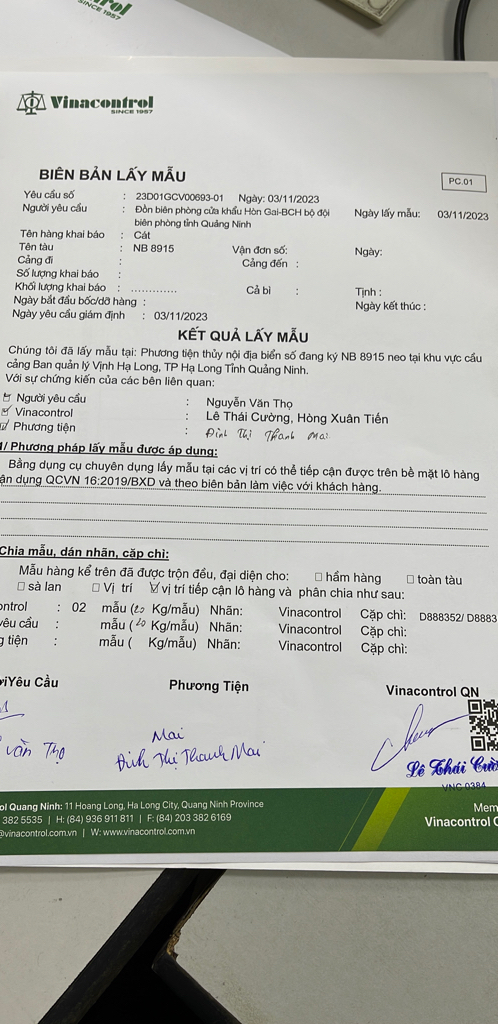 SINCE 1957
Vinacontrol
SINCE 1957
BIÊN BẢN LẤY MẪU
PC.01
Yêu cầu số : 23D01GCV00693-01 Ngày: 03/11/2023
Người yêu cầu : Đồn biên phòng cửa khẩu Hòn Gai-BCH bộ đội Ngày lấy mẫu: 03/11/2023
biên phòng tỉnh Quảng Ninh
Tên hàng khai báo : Cát
Tên tàu : NB 8915 Vận đơn số: Ngày:
Cảng đi : Cảng đến :
Số lượng khai báo :
Khối lượng khai báo : ............. Cả bì : Tịnh :
Ngày bắt đầu bốc/dỡ hàng : Ngày kết thúc :
Ngày yêu cầu giám định : 03/11/2023
KẾT QUẢ LẤY MẪU
Chúng tôi đã lấy mẫu tại: Phương tiện thủy nội địa biển số đang ký NB 8915 neo tại khu vực cầu
cảng Ban quản lý Vịnh Hạ Long, TP Hạ Long Tỉnh Quảng Ninh.
Với sự chứng kiến của các bên liên quan:
Người yêu cầu : Nguyễn Văn Thọ
Vinacontrol : Lê Thái Cường, Hồng Xuân Tiến
Phương tiện : Đinh Thị Thanh Mai
1/ Phương pháp lấy mẫu được áp dụng:
Bằng dụng cụ chuyên dụng lấy mẫu tại các vị trí có thể tiếp cận được trên bề mặt lô hàng
ận dụng QCVN 16:2019/BXD và theo biên bản làm việc với khách hàng.
Chia mẫu, dán nhãn, cặp chì:
Mẫu hàng kể trên đã được trộn đều, đại diện cho: □ hầm hàng □ toàn tàu
□ sà lan □ Vị trí ☑ vị trí tiếp cận lô hàng và phân chia như sau:
ontrol : 02 mẫu (20 Kg/mẫu) Nhãn: Vinacontrol Cặp chì: D888352/ D8883
yêu cầu : mẫu (20 Kg/mẫu) Nhãn: Vinacontrol Cặp chì:
g tiện : mẫu ( Kg/mẫu) Nhãn: Vinacontrol Cặp chì:
iYêu Cầu Phương Tiện Vinacontrol QN
văn Thọ
Mai
Đinh Thị Thanh Mai
Lê Thái Cườ
VNC 0384
ol Quang Ninh: 11 Hoang Long, Ha Long City, Quang Ninh Province
382 5535 | H: (84) 936 911 811 | F: (84) 203 382 6169
@vinacontrol.com.vn | W: www.vinacontrol.com.vn
Mem
Vinacontrol G